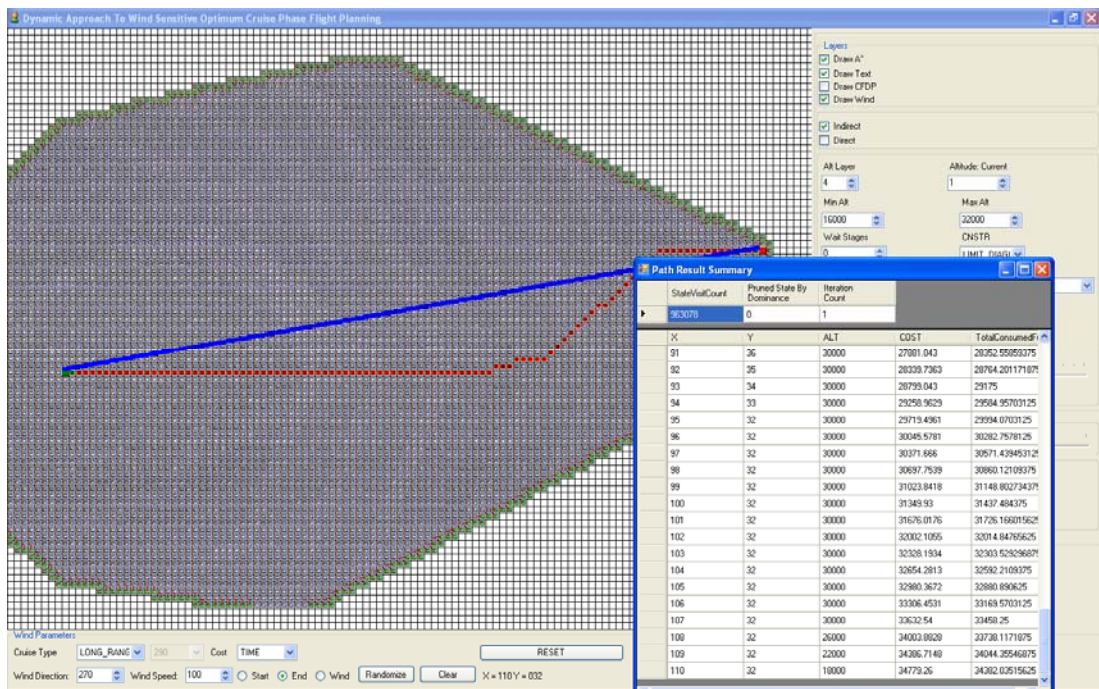 Dynamic Approach To Wind Sensitive Optimum Cruise Phase Flight Planning
Layers
Draw A*
Draw Text
Draw CFDP
Draw Wind
Indirect
Direct
Alt Layer Altitude: Current
4 1
Min Alt Max Alt
16000 32000
Wait Stages CNSTR
0
Path Result Summary
StateVisitCount Pruned State By Dominance Iteration Count
963078 0 1
X Y ALT COST
91 36 30000 27881.043 28352.55859375
92 35 30000 28339.7363 28764.201171875
93 34 30000 28799.043 29175
94 33 30000 29258.9629 29584.95703125
95 32 30000 29719.4961 29994.0703125
96 32 30000 30045.5781 30282.7578125
97 32 30000 30371.666 30571.439453125
98 32 30000 30697.7539 30860.12109375
99 32 30000 31023.8418 31148.802734375
100 32 30000 31349.93 31437.484375
101 32 30000 31676.0176 31726.166015625
102 32 30000 32002.1055 32014.84765625
103 32 30000 32328.1934 32303.529296875
104 32 30000 32654.2813 32592.2109375
105 32 30000 32980.3672 32880.890625
106 32 30000 33306.4531 33169.5703125
107 32 30000 33632.54 33458.25
108 32 26000 34003.8828 33738.1171875
109 32 22000 34386.7148 34044.35546875
110 32 18000 34779.26 34382.03515625
Wind Parameters
Cruise Type LONG_RANG 290 Cost TIME RESET
Wind Direction: 270 Wind Speed: 100 Start End Wind Randomize Clear X = 110 Y = 032